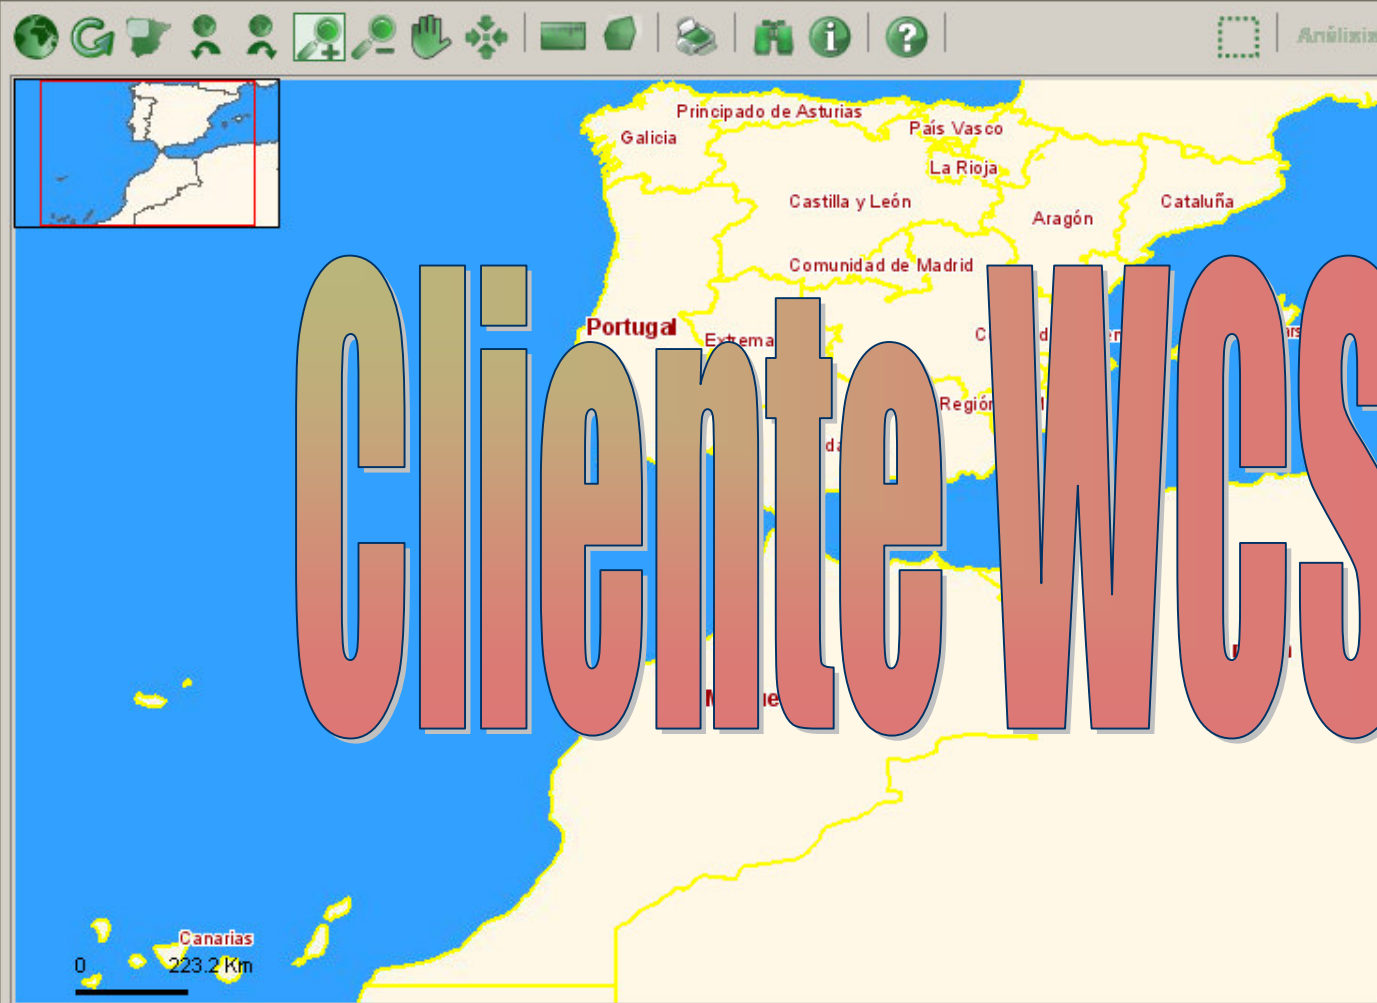 Análisis
Principado de Asturias
País Vasco
Galicia
La Rioja
Castilla y León
Cataluña
Aragón
Comunidad de Madrid
Portugal
Cliente WCS
Canarias
0 223.2 Km